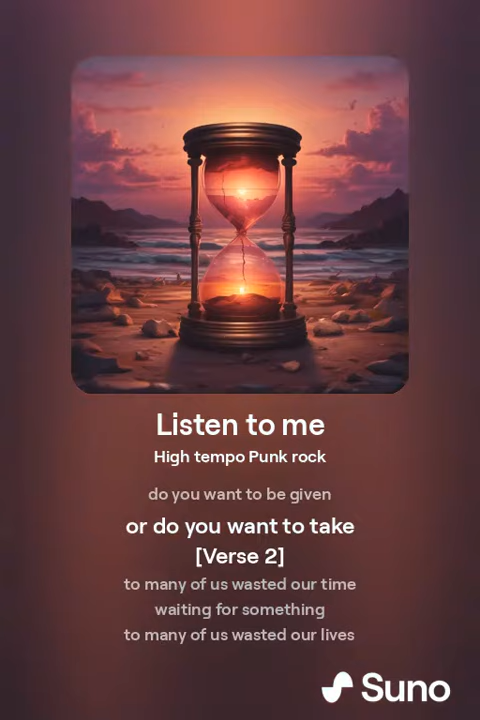 Listen to me
High tempo Punk rock
do you want to be given
or do you want to take
[Verse 2]
to many of us wasted our time
waiting for something
to many of us wasted our lives
Suno